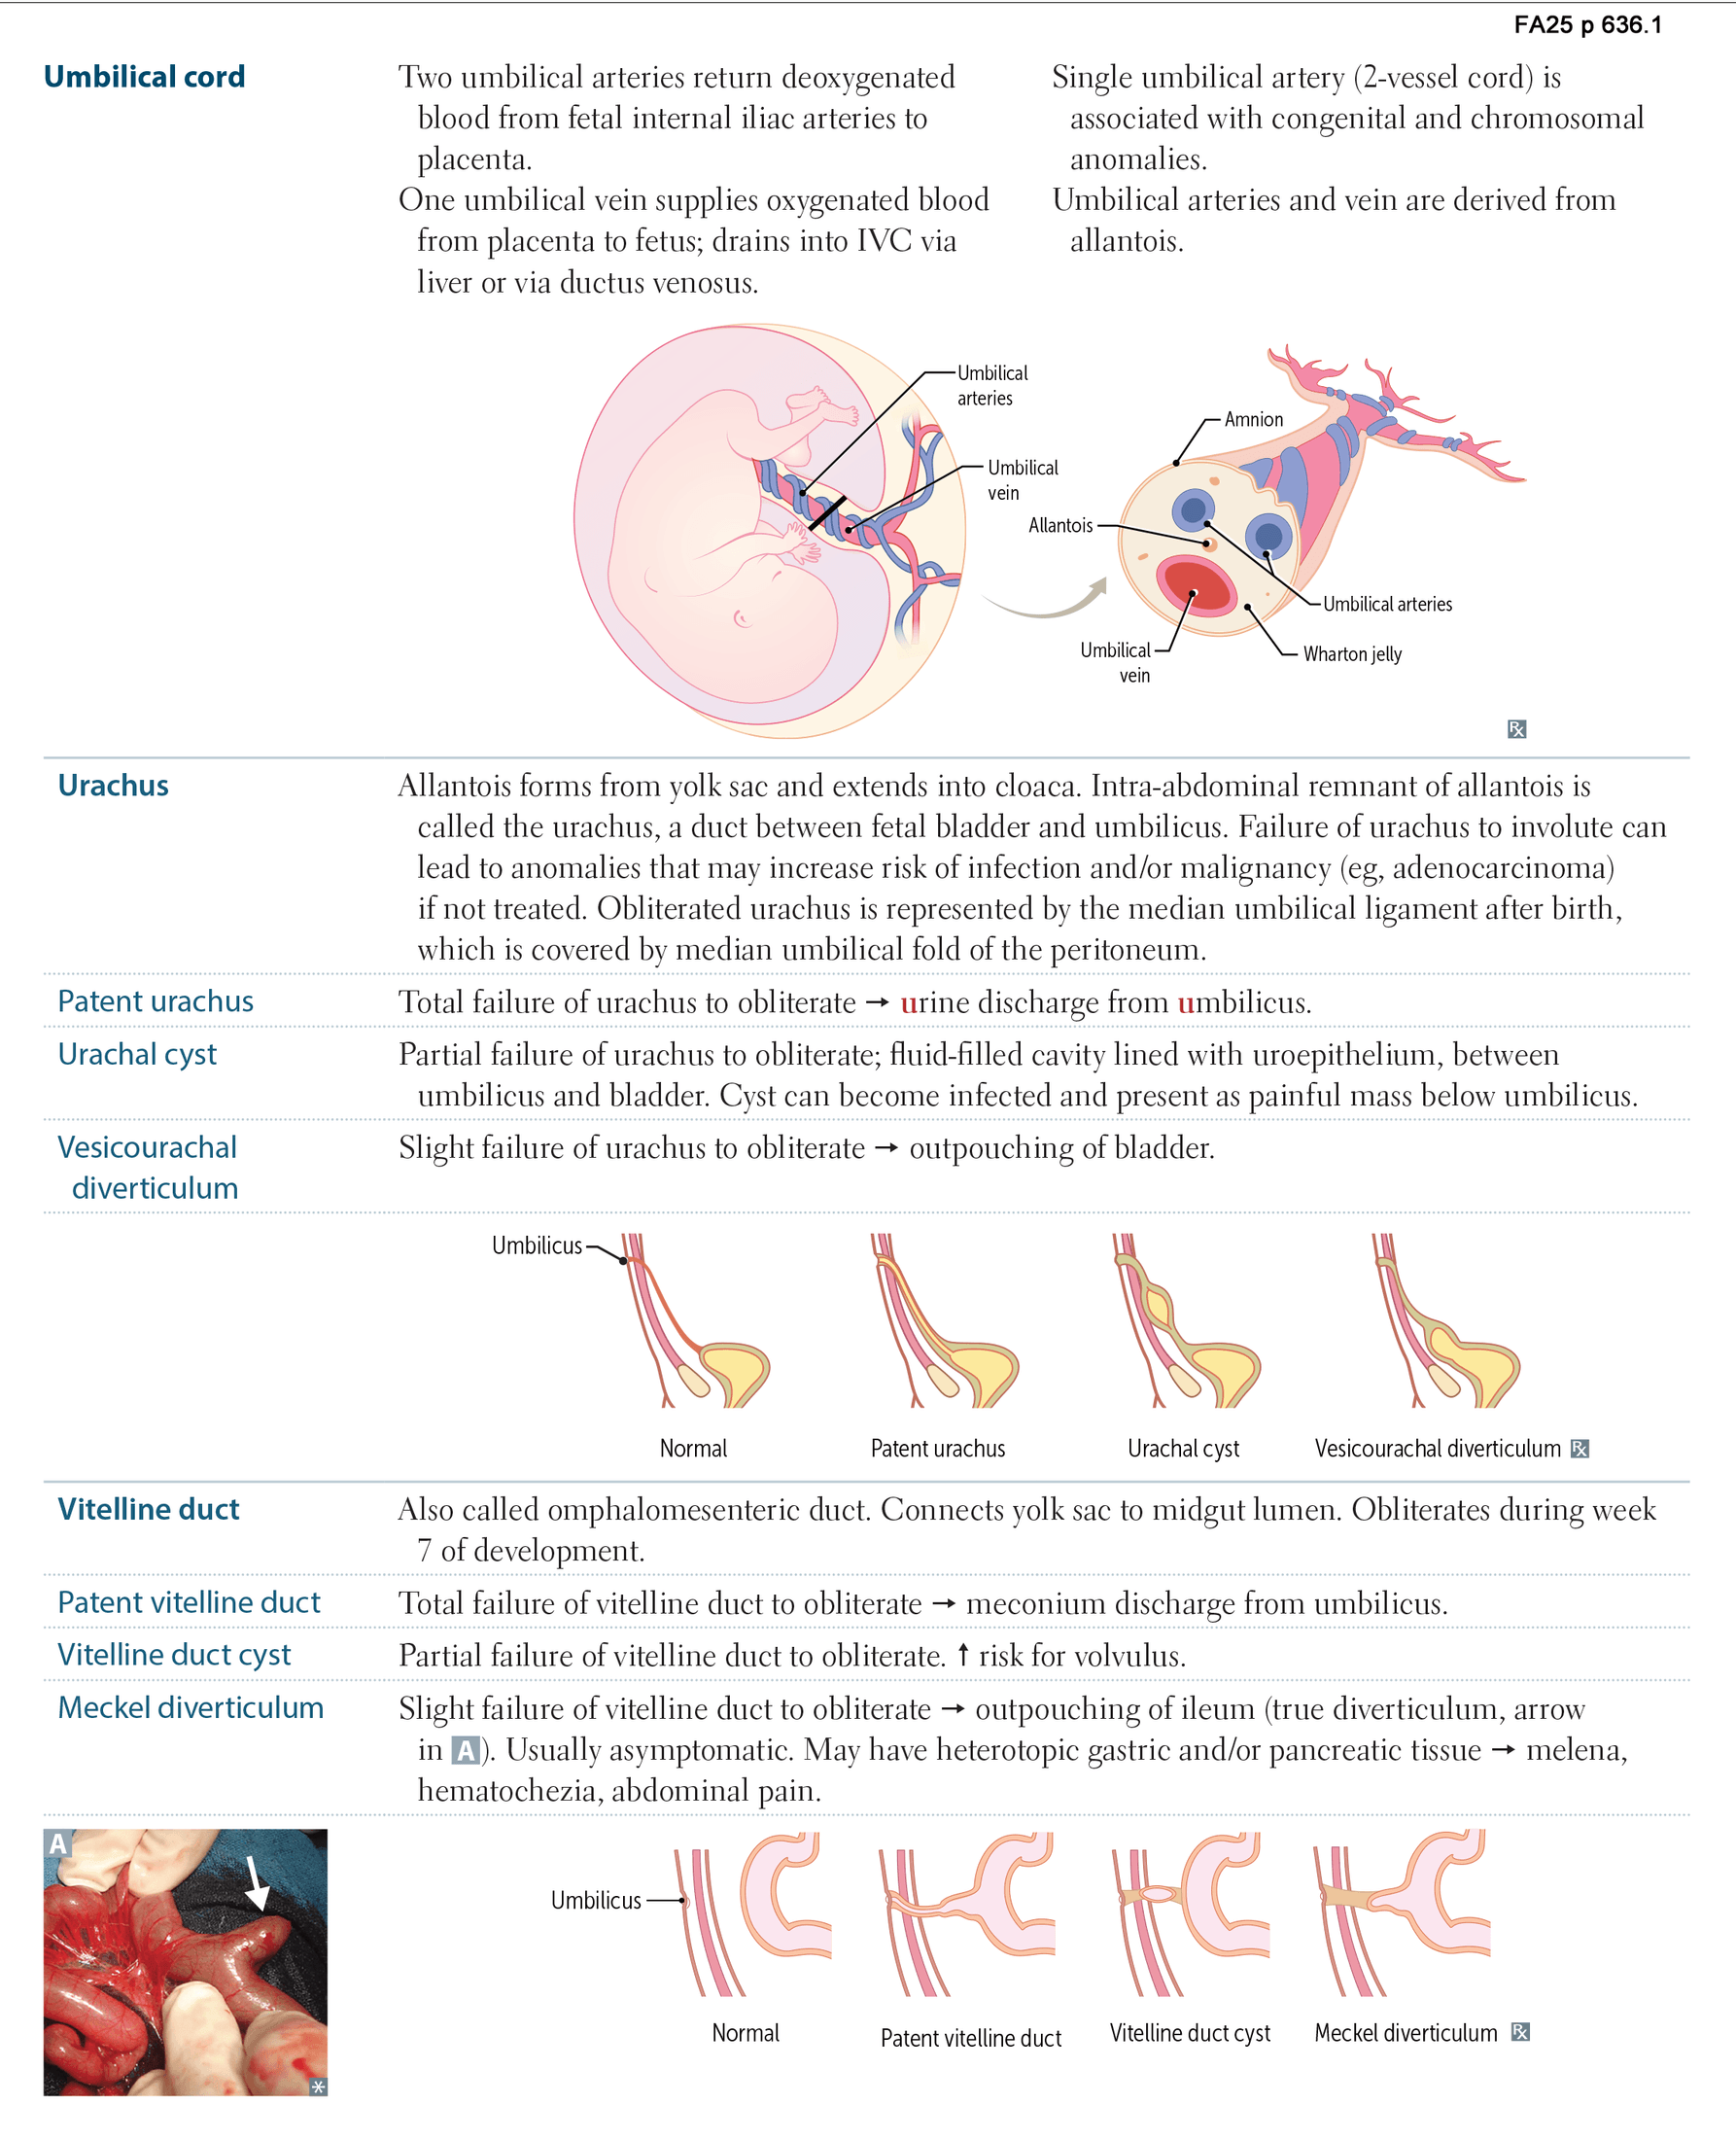 FA25 p 636.1
Umbilical cord
Two umbilical arteries return deoxygenated
blood from fetal internal iliac arteries to
placenta.
One umbilical vein supplies oxygenated blood
from placenta to fetus; drains into IVC via
liver or via ductus venosus.
Single umbilical artery (2-vessel cord) is
associated with congenital and chromosomal
anomalies.
Umbilical arteries and vein are derived from
allantois.
Umbilical
arteries
Umbilical
vein
Amnion
Allantois
Umbilical arteries
Umbilical
vein
Wharton jelly
Rx
Urachus
Allantois forms from yolk sac and extends into cloaca. Intra-abdominal remnant of allantois is
called the urachus, a duct between fetal bladder and umbilicus. Failure of urachus to involute can
lead to anomalies that may increase risk of infection and/or malignancy (eg, adenocarcinoma)
if not treated. Obliterated urachus is represented by the median umbilical ligament after birth,
which is covered by median umbilical fold of the peritoneum.
Patent urachus
Total failure of urachus to obliterate → urine discharge from umbilicus.
Urachal cyst
Partial failure of urachus to obliterate; fluid-filled cavity lined with uroepithelium, between
umbilicus and bladder. Cyst can become infected and present as painful mass below umbilicus.
Vesicourachal
diverticulum
Slight failure of urachus to obliterate → outpouching of bladder.
Umbilicus
Normal
Patent urachus
Urachal cyst
Vesicourachal diverticulum Rx
Vitelline duct
Also called omphalomesenteric duct. Connects yolk sac to midgut lumen. Obliterates during week
7 of development.
Patent vitelline duct
Total failure of vitelline duct to obliterate → meconium discharge from umbilicus.
Vitelline duct cyst
Partial failure of vitelline duct to obliterate. ↑ risk for volvulus.
Meckel diverticulum
Slight failure of vitelline duct to obliterate → outpouching of ileum (true diverticulum, arrow
in A). Usually asymptomatic. May have heterotopic gastric and/or pancreatic tissue → melena,
hematochezia, abdominal pain.
A
Umbilicus
Normal
Patent vitelline duct
Vitelline duct cyst
Meckel diverticulum Rx
*